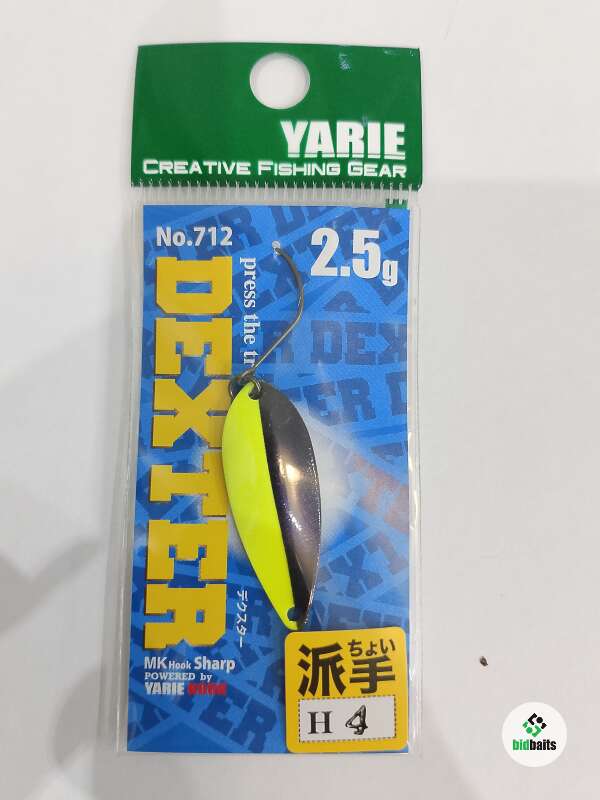 YARIE
CREATIVE FISHING GEAR
No.712
2.5g
press the tr
DEXTER
デクスター
MK Hook Sharp
POWERED by
YARIE HOOK
ちょい
派手
H 4
bidbaits